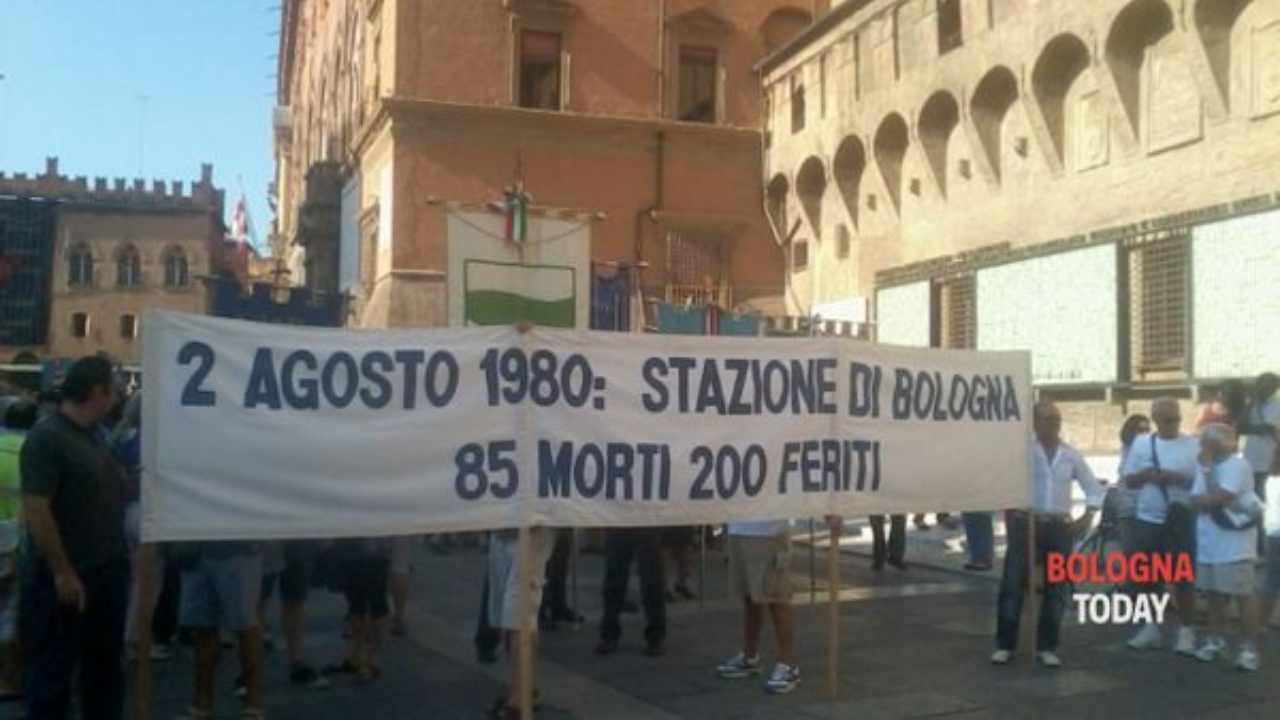 2 AGOSTO 1980: STAZIONE DI BOLOGNA
85 MORTI 200 FERITI
BOLOGNA
TODAY